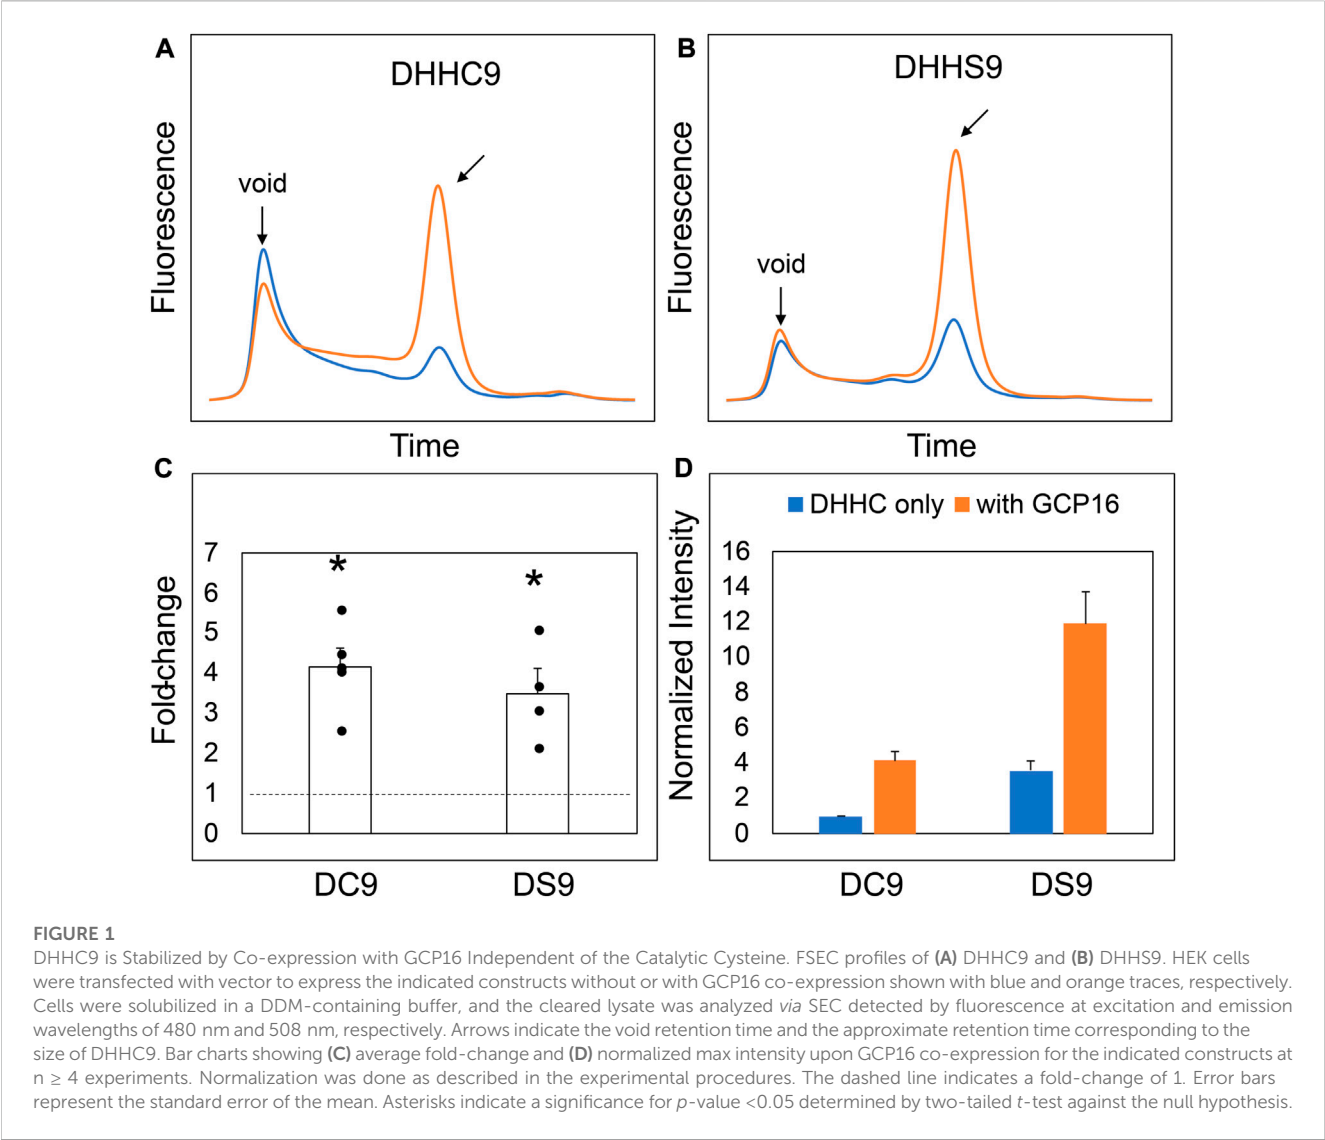 A
DHHC9
void
Fluorescence
Time
B
DHHS9
void
Fluorescence
Time
C
Fold-change
7
6
5
4
3
2
1
0
*
*
DC9
DS9
D
DHHC only
with GCP16
Normalized Intensity
16
14
12
10
8
6
4
2
0
DC9
DS9
FIGURE 1
DHHC9 is Stabilized by Co-expression with GCP16 Independent of the Catalytic Cysteine. FSEC profiles of (A) DHHC9 and (B) DHHS9. HEK cells
were transfected with vector to express the indicated constructs without or with GCP16 co-expression shown with blue and orange traces, respectively.
Cells were solubilized in a DDM-containing buffer, and the cleared lysate was analyzed via SEC detected by fluorescence at excitation and emission
wavelengths of 480 nm and 508 nm, respectively. Arrows indicate the void retention time and the approximate retention time corresponding to the
size of DHHC9. Bar charts showing (C) average fold-change and (D) normalized max intensity upon GCP16 co-expression for the indicated constructs at
n ≥ 4 experiments. Normalization was done as described in the experimental procedures. The dashed line indicates a fold-change of 1. Error bars
represent the standard error of the mean. Asterisks indicate a significance for p-value <0.05 determined by two-tailed t-test against the null hypothesis.